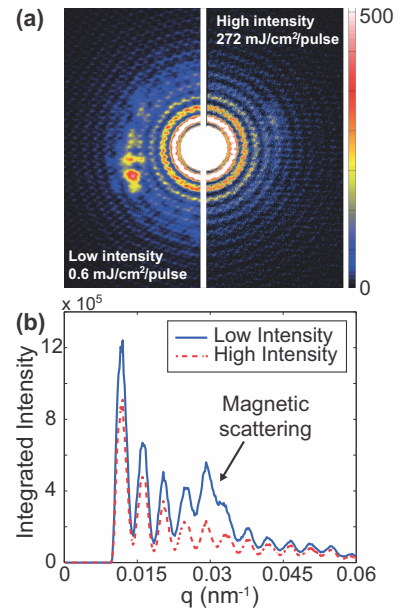 (a)
High intensity
272 mJ/cm²/pulse
500
Low intensity
0.6 mJ/cm²/pulse
0
(b)
x 10⁵
Low Intensity
High Intensity
12
Magnetic
scattering
8
4
0
Integrated Intensity
0 0.015 0.03 0.045 0.06
q (nm⁻¹)